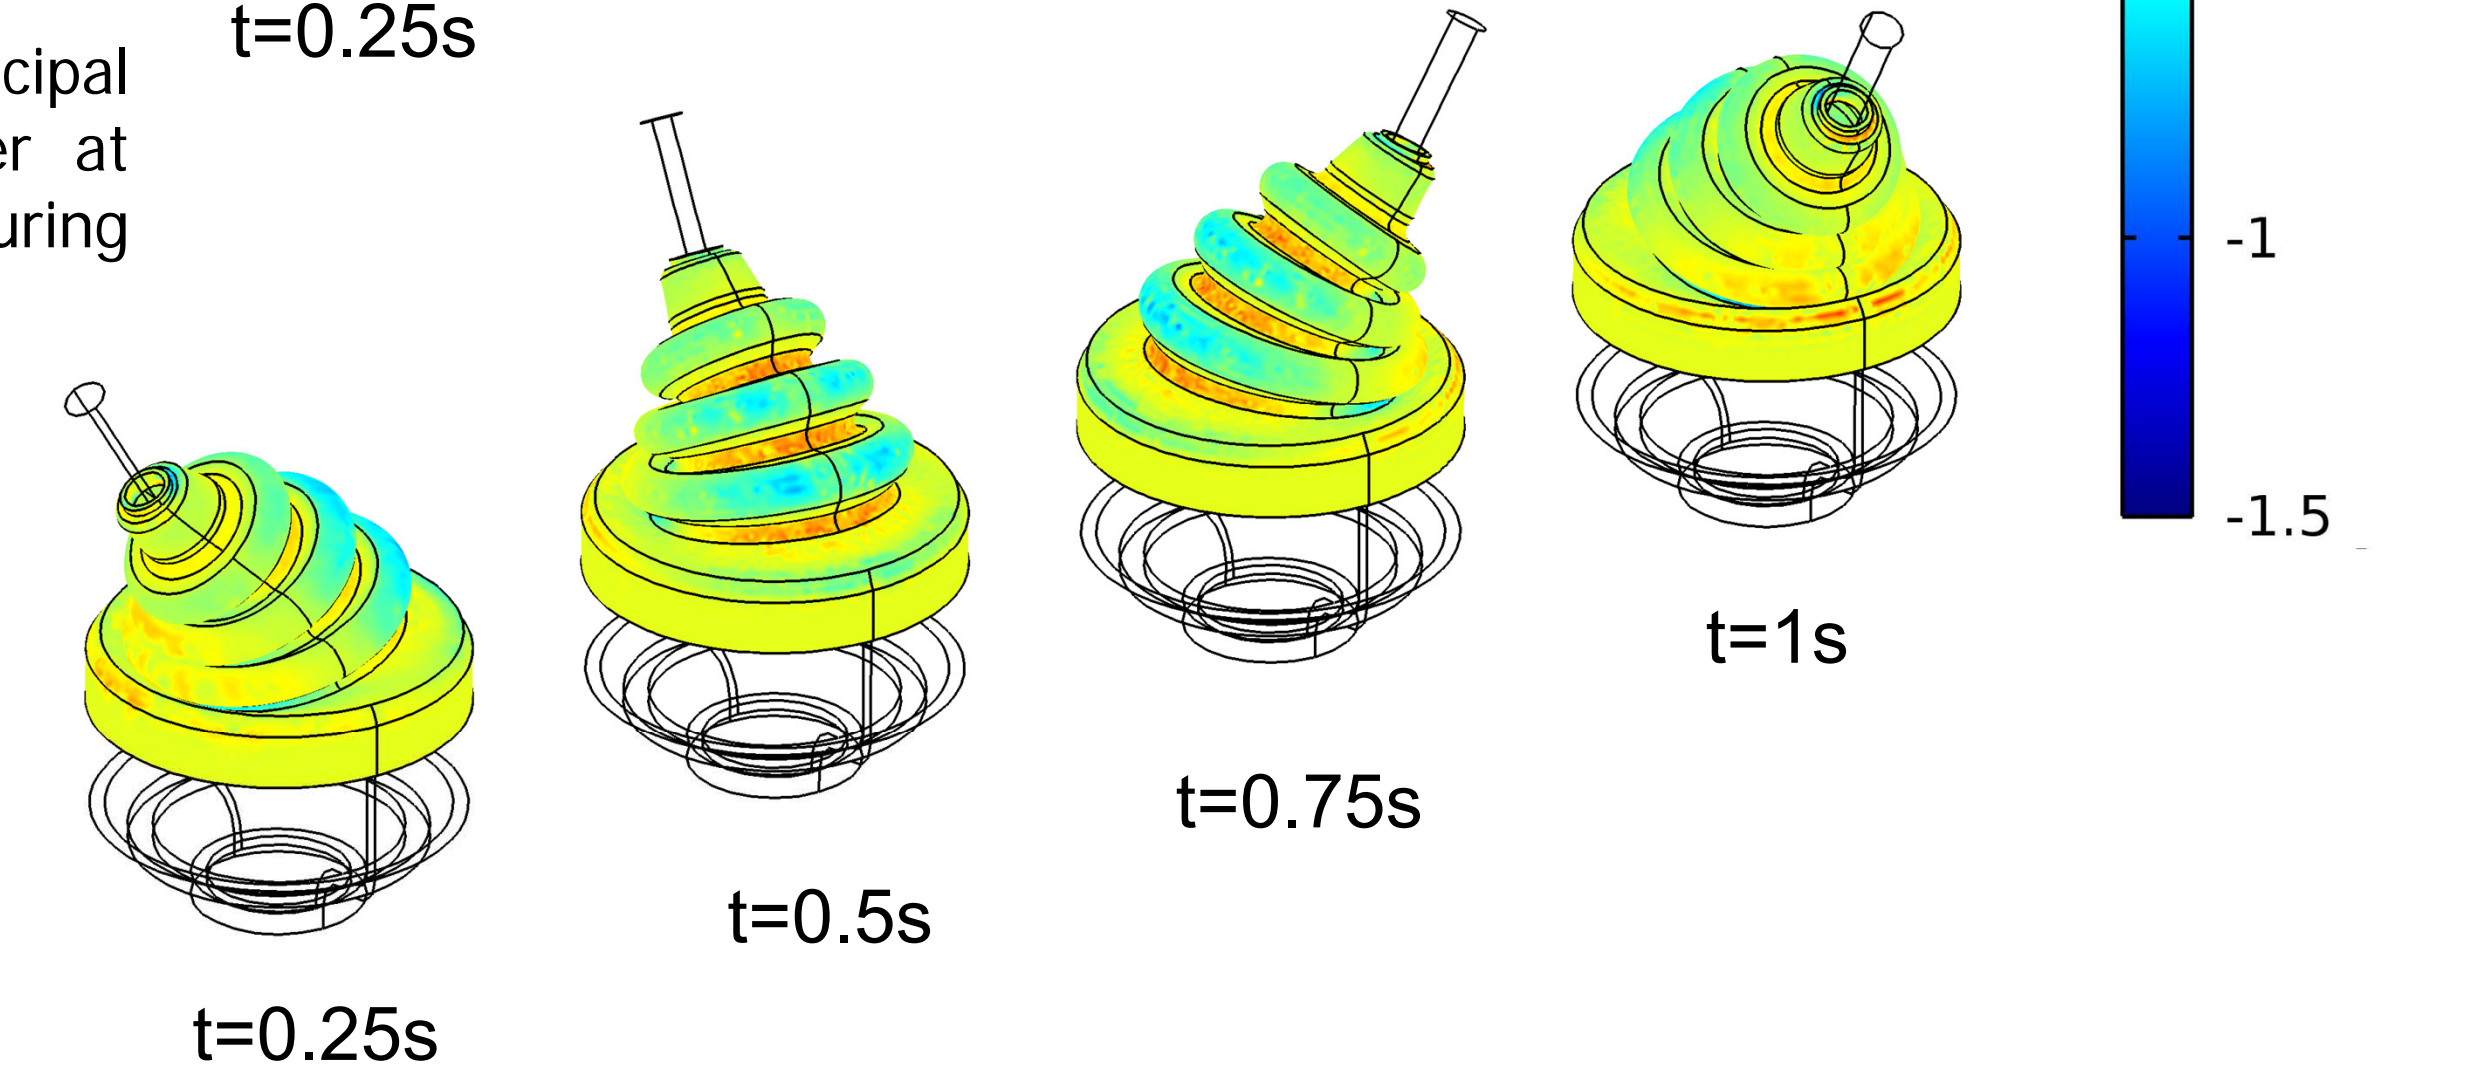 t=0.25s
cipal
er at
uring
-1
-1.5
t=1s
t=0.75s
t=0.5s
t=0.25s